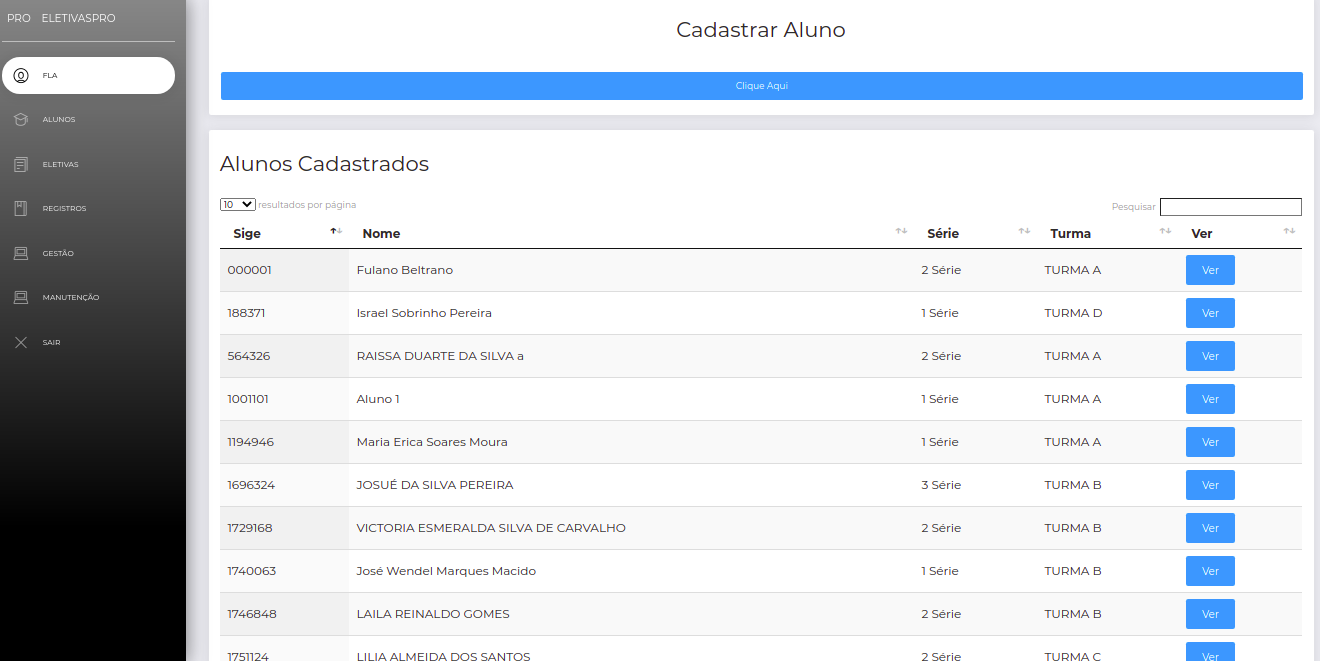 PRO ELETIVASPRO
FLA
ALUNOS
ELETIVAS
REGISTROS
GESTÃO
MANUTENÇÃO
SAIR
Cadastrar Aluno
Clique Aqui
Alunos Cadastrados
10 resultados por página
Pesquisar
Sige Nome Série Turma Ver
000001 Fulano Beltrano 2 Série TURMA A Ver
188371 Israel Sobrinho Pereira 1 Série TURMA D Ver
564326 RAISSA DUARTE DA SILVA a 2 Série TURMA A Ver
1001101 Aluno 1 1 Série TURMA A Ver
1194946 Maria Erica Soares Moura 1 Série TURMA A Ver
1696324 JOSUÉ DA SILVA PEREIRA 3 Série TURMA B Ver
1729168 VICTORIA ESMERALDA SILVA DE CARVALHO 2 Série TURMA B Ver
1740063 José Wendel Marques Macido 1 Série TURMA B Ver
1746848 LAILA REINALDO GOMES 2 Série TURMA B Ver
1751124 LILIA ALMEIDA DOS SANTOS 2 Série TURMA C Ver